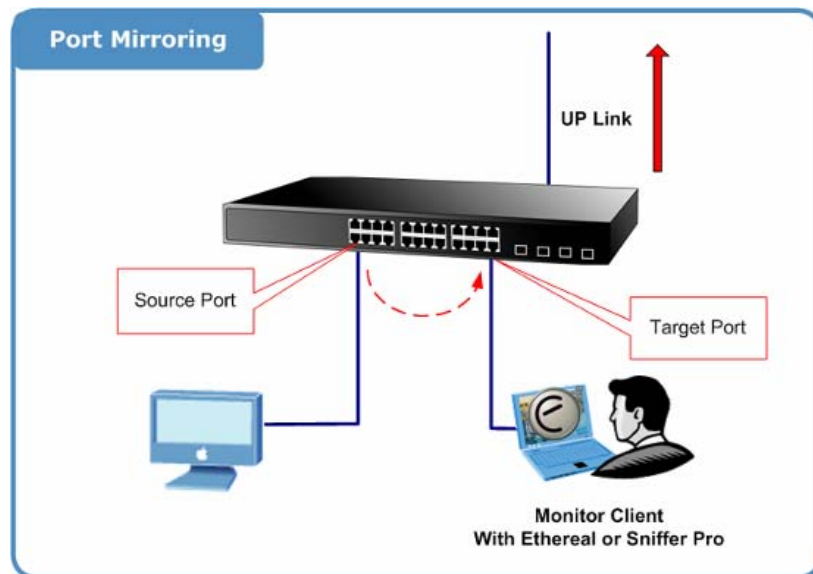 Port Mirroring
UP Link
Source Port
Target Port
Monitor Client
With Ethereal or Sniffer Pro